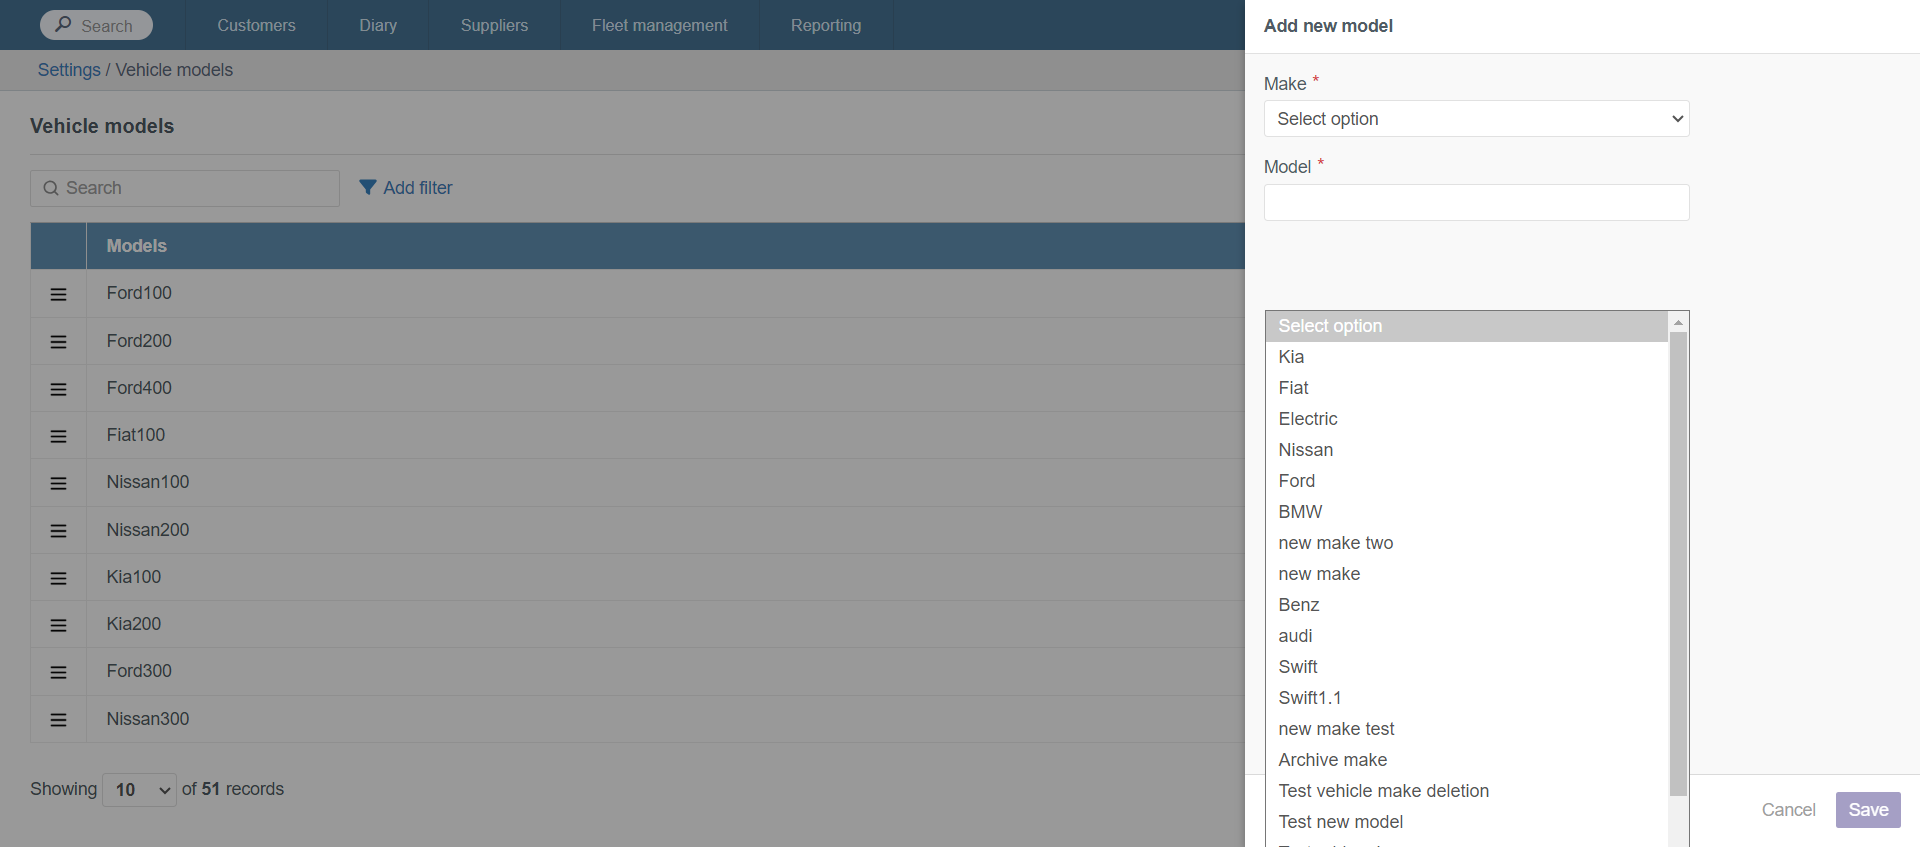 Search
Customers
Diary
Suppliers
Fleet management
Reporting
Settings / Vehicle models
Vehicle models
Search
Add filter
Models
Ford100
Ford200
Ford400
Fiat100
Nissan100
Nissan200
Kia100
Kia200
Ford300
Nissan300
Showing 10 of 51 records
Add new model
Make *
Select option
Model *
Select option
Kia
Fiat
Electric
Nissan
Ford
BMW
new make two
new make
Benz
audi
Swift
Swift1.1
new make test
Archive make
Test vehicle make deletion
Test new model
Cancel
Save